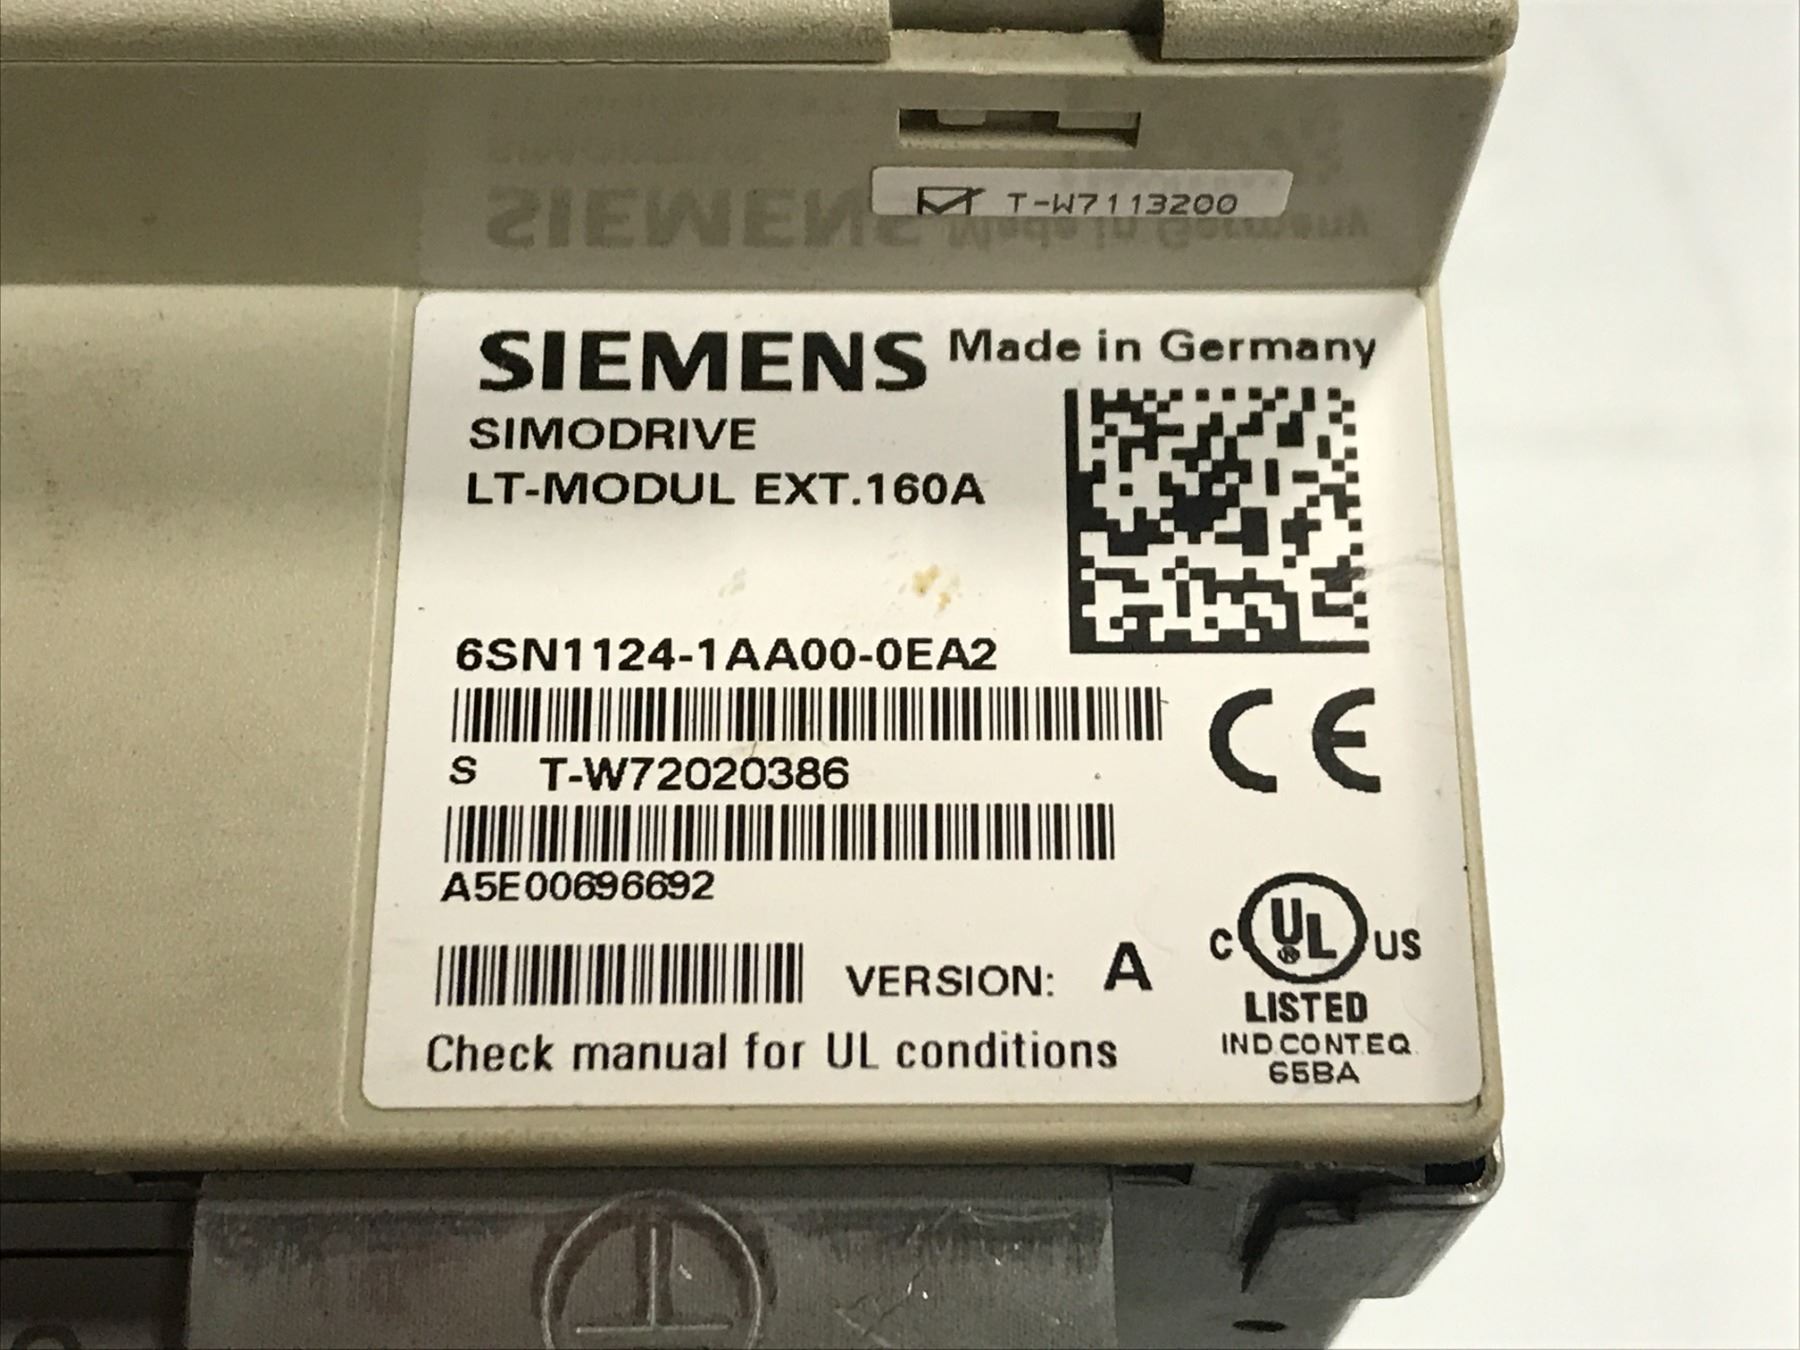 T-W7113200
SIEMENS Made in Germany
SIMODRIVE
LT-MODUL EXT.160A
6SN1124-1AA00-0EA2
CE
S T-W72020386
A5E00696692
VERSION: A
C UL® US
LISTED
IND.CONT.EQ.
65BA
Check manual for UL conditions